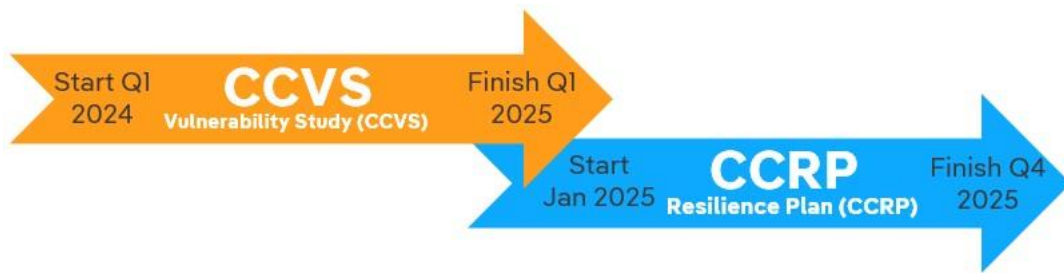 Start Q1
2024
CCVS
Vulnerability Study (CCVS)
Finish Q1
2025
Start
Jan 2025
CCRP
Resilience Plan (CCRP)
Finish Q4
2025